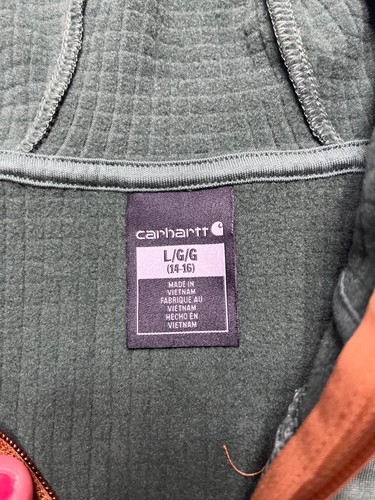 carhartt
L/G/G
(14-16)
MADE IN
VIETNAM
FABRIQUE AU
VIETNAM
HECHO EN
VIETNAM